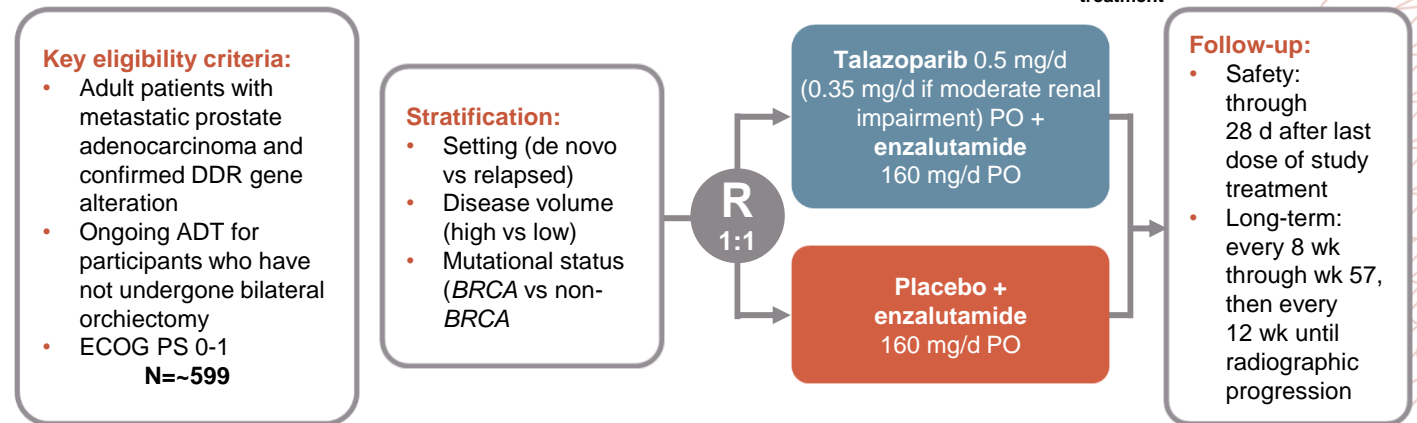 treatment
Key eligibility criteria:
• Adult patients with
metastatic prostate
adenocarcinoma and
confirmed DDR gene
alteration
• Ongoing ADT for
participants who have
not undergone bilateral
orchiectomy
• ECOG PS 0-1
N=~599
Stratification:
• Setting (de novo
vs relapsed)
• Disease volume
(high vs low)
• Mutational status
(BRCA vs non-
BRCA
R
1:1
Talazoparib 0.5 mg/d
(0.35 mg/d if moderate renal
impairment) PO +
enzalutamide
160 mg/d PO
Placebo +
enzalutamide
160 mg/d PO
Follow-up:
• Safety:
through
28 d after last
dose of study
treatment
• Long-term:
every 8 wk
through wk 57,
then every
12 wk until
radiographic
progression